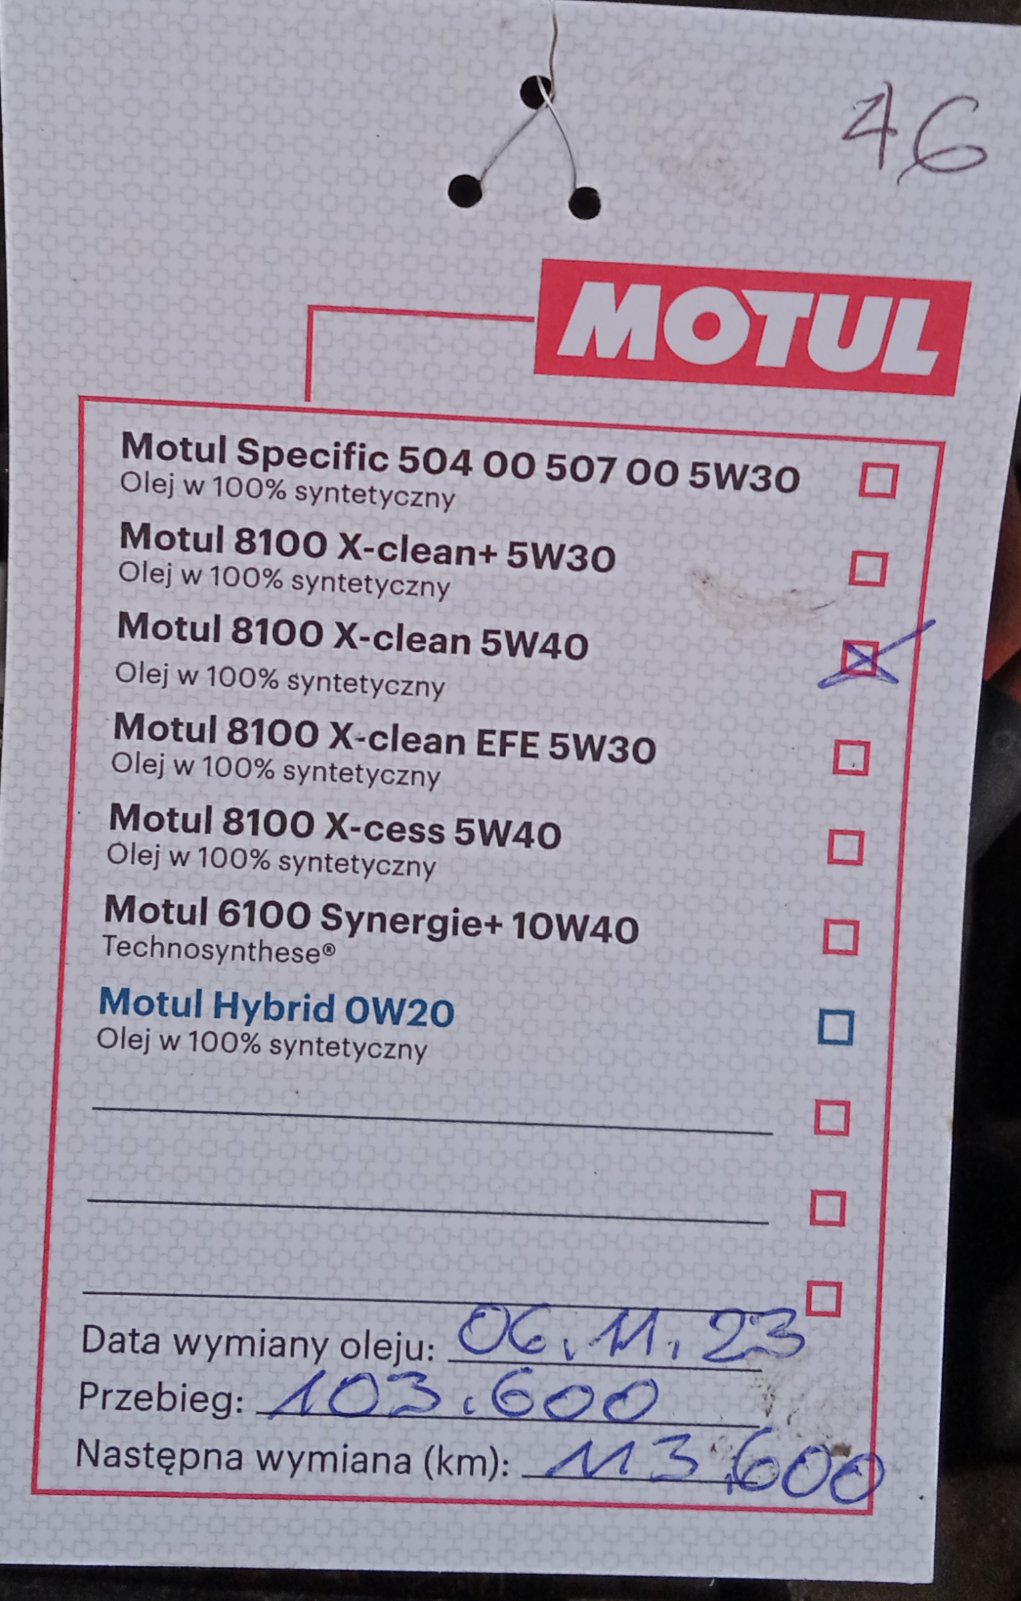 46
MOTUL
Motul Specific 504 00 507 00 5W30
Olej w 100% syntetyczny
Motul 8100 X-clean+ 5W30
Olej w 100% syntetyczny
Motul 8100 X-clean 5W40
Olej w 100% syntetyczny
Motul 8100 X-clean EFE 5W30
Olej w 100% syntetyczny
Motul 8100 X-cess 5W40
Olej w 100% syntetyczny
Motul 6100 Synergie+ 10W40
Technosynthese®
Motul Hybrid 0W20
Olej w 100% syntetyczny
Data wymiany oleju: 06.11.23
Przebieg: 103.600
Następna wymiana (km): 113.600